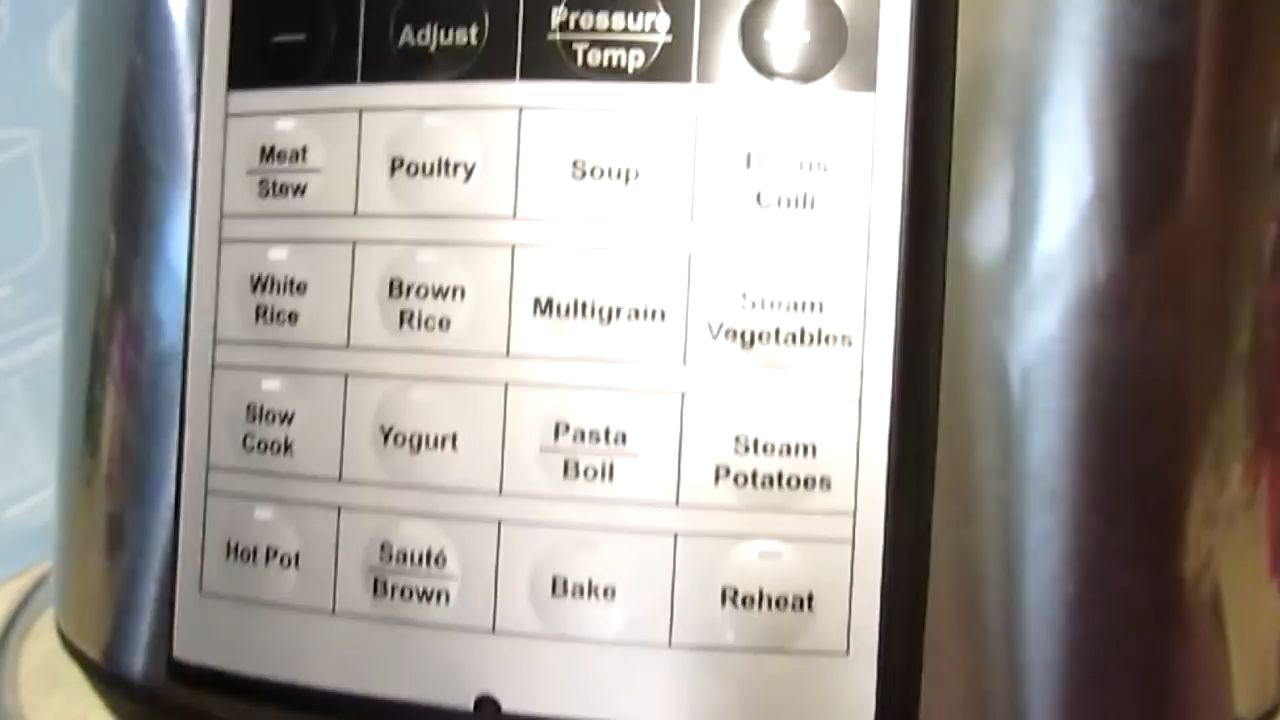 — Adjust Pressure +
Temp
Meat Poultry Soup
Stew Chili
White Brown Multigrain Steam
Rice Rice Vegetables
Slow Yogurt Pasta Steam
Cook Boil Potatoes
Hot Pot Sauté Bake Reheat
Brown